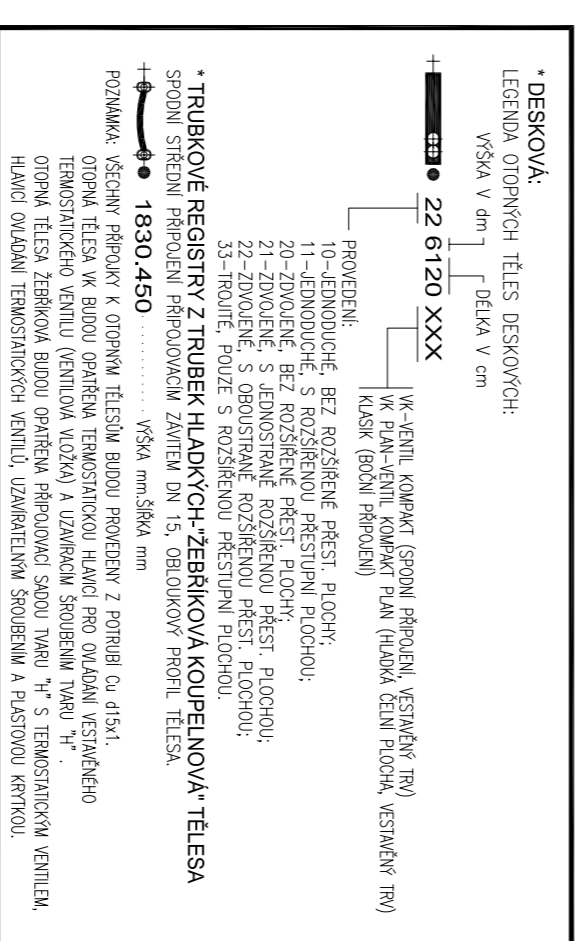 * DESKOVÁ:
LEGENDA OTOPNÝCH TĚLES DESKOVÝCH:
VÝŠKA V dm
DÉLKA V cm
22 6120 XXX
VK-VENTIL KOMPAKT (SPODNÍ PŘIPOJENÍ, VESTAVĚNÝ TRV)
VK PLAN-VENTIL KOMPAKT PLAN (HLADKÁ ČELNÍ PLOCHA, VESTAVĚNÝ TRV)
KLASIK (BOČNÍ PŘIPOJENÍ)
PROVEDENÍ:
10-JEDNODUCHÉ, BEZ ROZŠÍŘENÉ PŘEST. PLOCHY;
11-JEDNODUCHÉ, S ROZŠÍŘENOU PŘESTUPNÍ PLOCHOU;
20-ZDVOJENÉ, BEZ ROZŠÍŘENÉ PŘEST. PLOCHY;
21-ZDVOJENÉ, S JEDNOSTRANĚ ROZŠÍŘENOU PŘEST. PLOCHOU;
22-ZDVOJENÉ, S OBOUSTRANĚ ROZŠÍŘENOU PŘEST. PLOCHOU;
33-TROJITÉ, POUZE S ROZŠÍŘENOU PŘESTUPNÍ PLOCHOU.
* TRUBKOVÉ REGISTRY Z TRUBEK HLADKÝCH-"ŽEBŘÍKOVÁ KOUPELNOVÁ" TĚLESA
SPODNÍ STŘEDNÍ PŘIPOJENÍ PŘIPOJOVACÍM ZÁVITEM DN 15, OBLOUKOVÝ PROFIL TĚLESA.
1830.450 ........... VÝŠKA mm.ŠÍŘKA mm
POZNÁMKA: VŠECHNY PŘÍPOJKY K OTOPNÝM TĚLESŮM BUDOU PROVEDENY Z POTRUBÍ Cu d15x1.
OTOPNÁ TĚLESA VK BUDOU OPATŘENA TERMOSTATICKOU HLAVICÍ PRO OVLÁDÁNÍ VESTAVĚNÉHO
TERMOSTATICKÉHO VENTILU (VENTILOVÁ VLOŽKA) A UZAVÍRACÍM ŠROUBENÍM TVARU "H" .
OTOPNÁ TĚLESA ŽEBŘÍKOVÁ BUDOU OPATŘENA PŘIPOJOVACÍ SADOU TVARU "H" S TERMOSTATICKÝM VENTILEM,
HLAVICÍ OVLÁDÁNÍ TERMOSTATICKÝCH VENTILŮ, UZAVÍRATELNÝM ŠROUBENÍM A PLASTOVOU KRYTKOU.